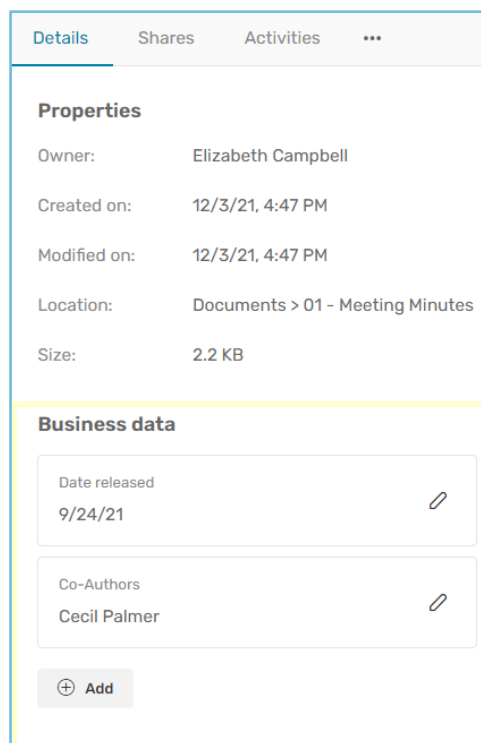 Details Shares Activities •••
Properties
Owner: Elizabeth Campbell
Created on: 12/3/21, 4:47 PM
Modified on: 12/3/21, 4:47 PM
Location: Documents > 01 - Meeting Minutes
Size: 2.2 KB
Business data
Date released
9/24/21
Co-Authors
Cecil Palmer
Add